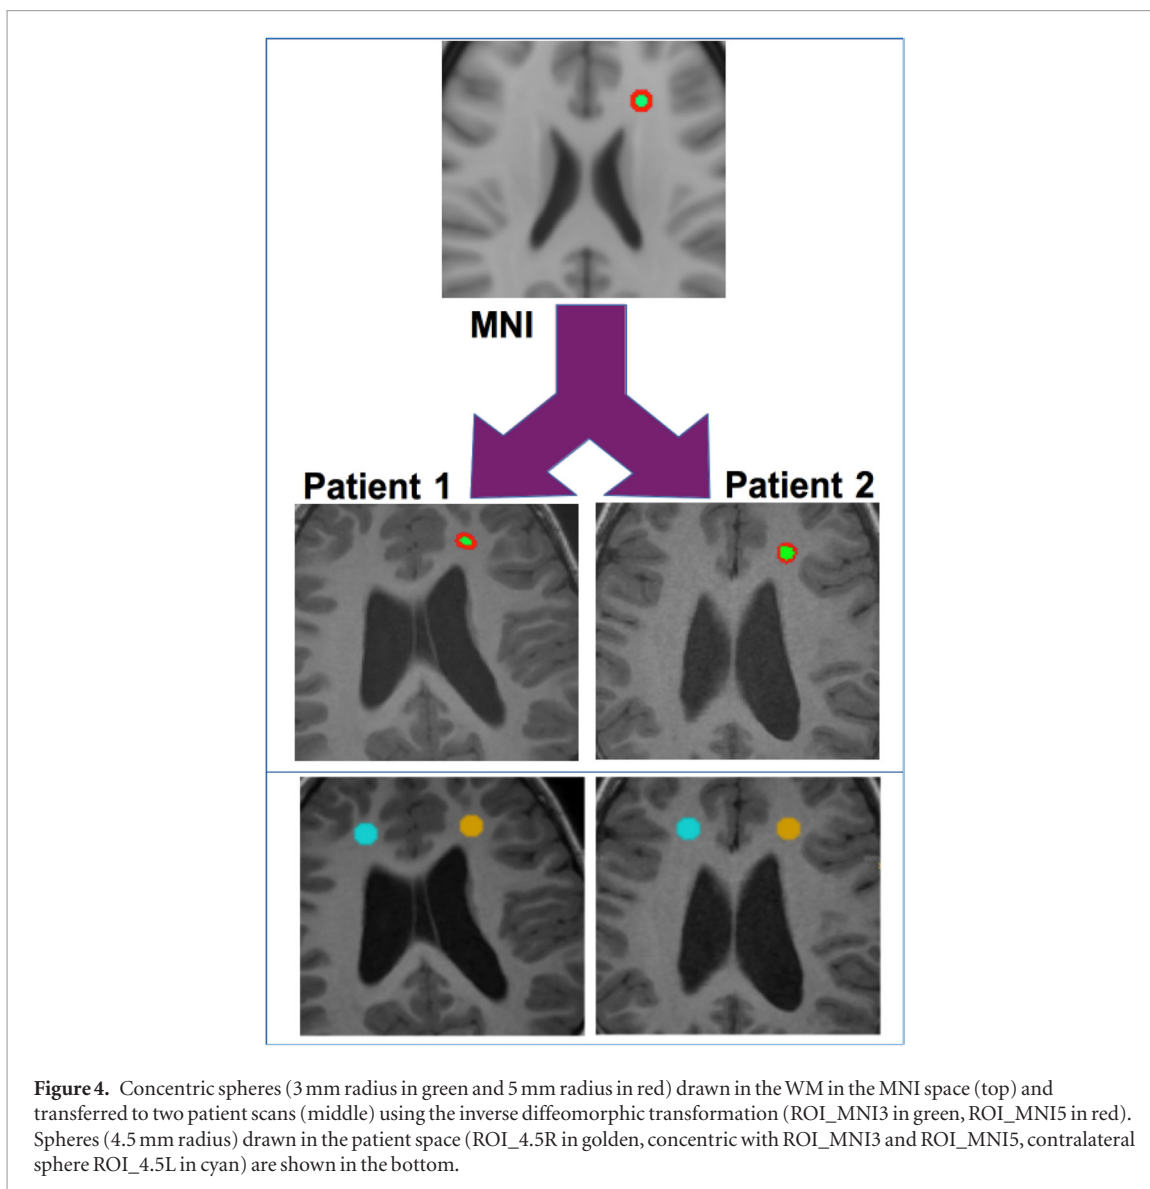 MNI
Patient 1
Patient 2
Figure 4. Concentric spheres (3 mm radius in green and 5 mm radius in red) drawn in the WM in the MNI space (top) and
transferred to two patient scans (middle) using the inverse diffeomorphic transformation (ROI_MNI3 in green, ROI_MNI5 in red).
Spheres (4.5 mm radius) drawn in the patient space (ROI_4.5R in golden, concentric with ROI_MNI3 and ROI_MNI5, contralateral
sphere ROI_4.5L in cyan) are shown in the bottom.